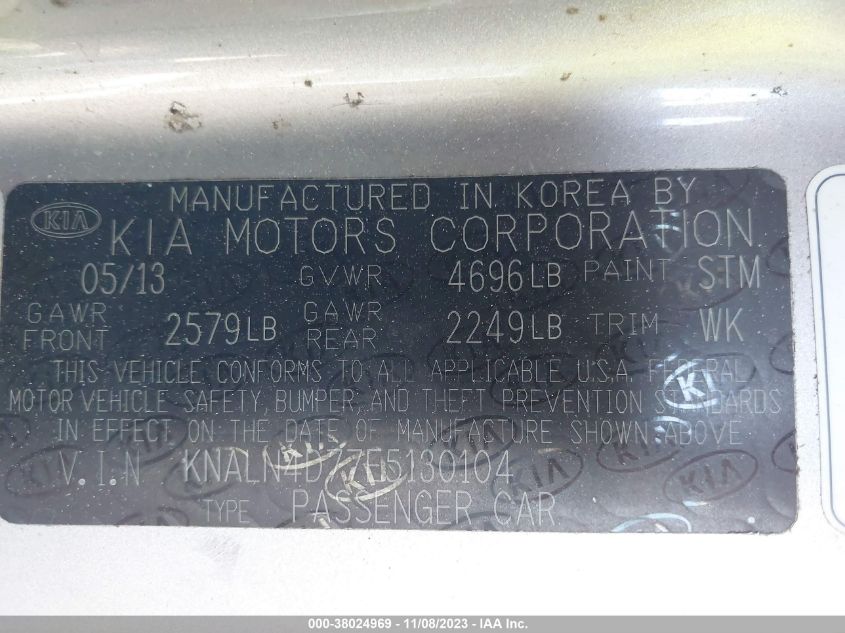 MANUFACTURED IN KOREA BY
KIA KIA MOTORS CORPORATION
05/13 GVWR 4696LB PAINT STM
GAWR FRONT 2579LB GAWR REAR 2249LB TRIM WK
THIS VEHICLE CONFORMS TO ALL APPLICABLE U.S.A FEDERAL
MOTOR VEHICLE SAFETY, BUMPER, AND THEFT PREVENTION STANDARDS
IN EFFECT ON THE DATE OF MANUFACTURE SHOWN ABOVE
V.I.N KNALN4D77E5130104
TYPE PASSENGER CAR
000-38024969 - 11/08/2023 - IAA Inc.